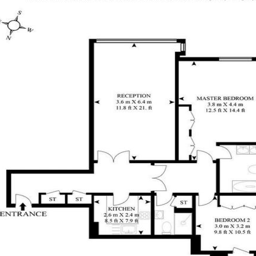 S
E
N
RECEPTION
3.6 m X 6.4 m
11.8 ft X 21. ft
MASTER BEDROOM
3.8 m X 4.4 m
12.5 ft X 14.4 ft
ST
ST
ST
KITCHEN
2.6 m X 2.4 m
8.5 ft X 7.9 ft
ENTRANCE
BEDROOM 2
3.0 m X 3.2 m
9.8 ft X 10.5 ft